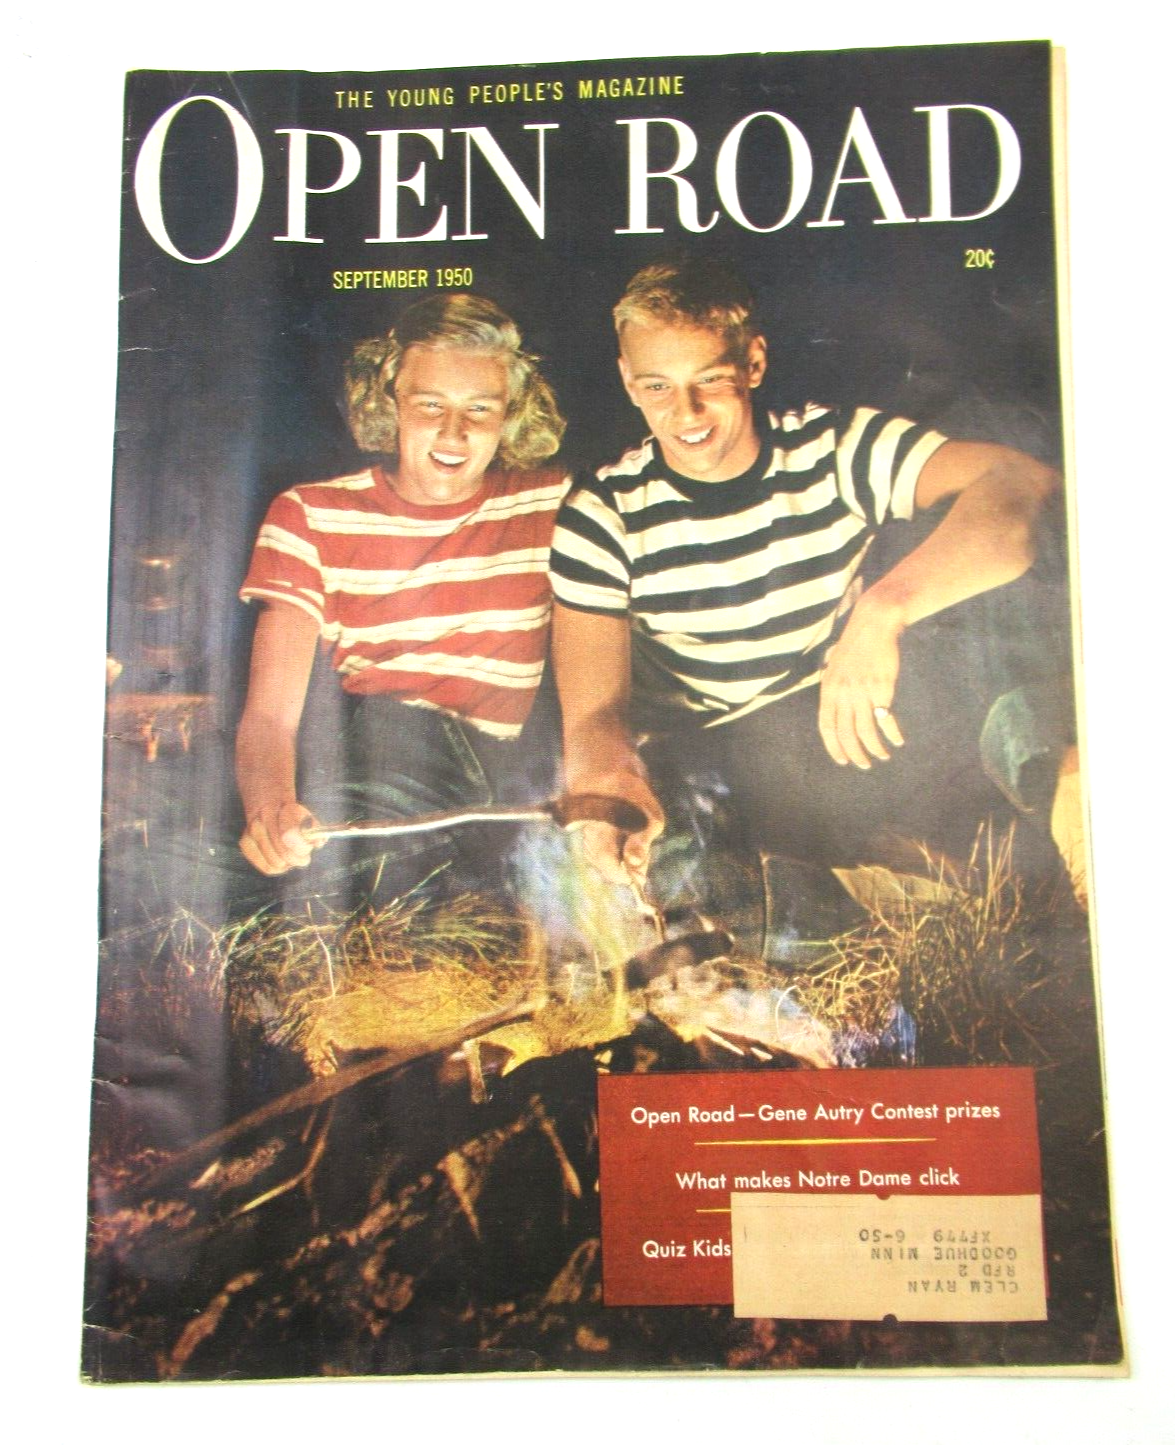 THE YOUNG PEOPLE'S MAGAZINE
OPEN ROAD
SEPTEMBER 1950
20¢
Open Road—Gene Autry Contest prizes
What makes Notre Dame click
Quiz Kids
CLEM RYAN
RFD 2
GOODHUE MINN
XF779 6-50